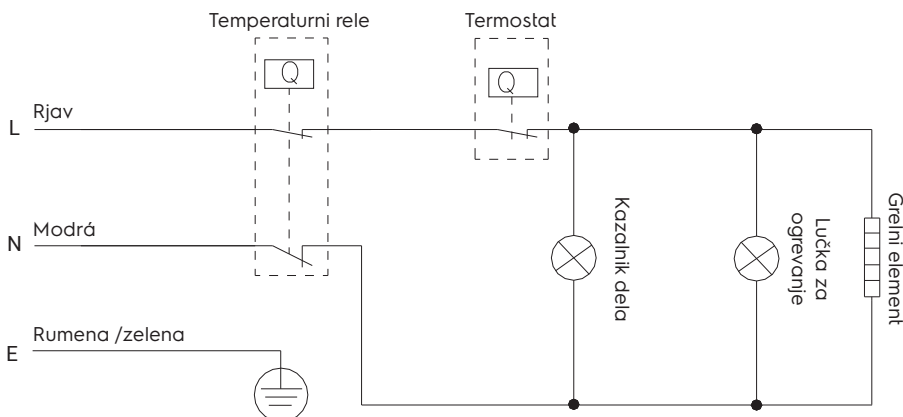 Temperaturni rele
Termostat
Q
Q
L
Rjav
N
Modrá
E
Rumena /zelena
Kazalnik dela
Lučka za
ogrevanje
Grelni element